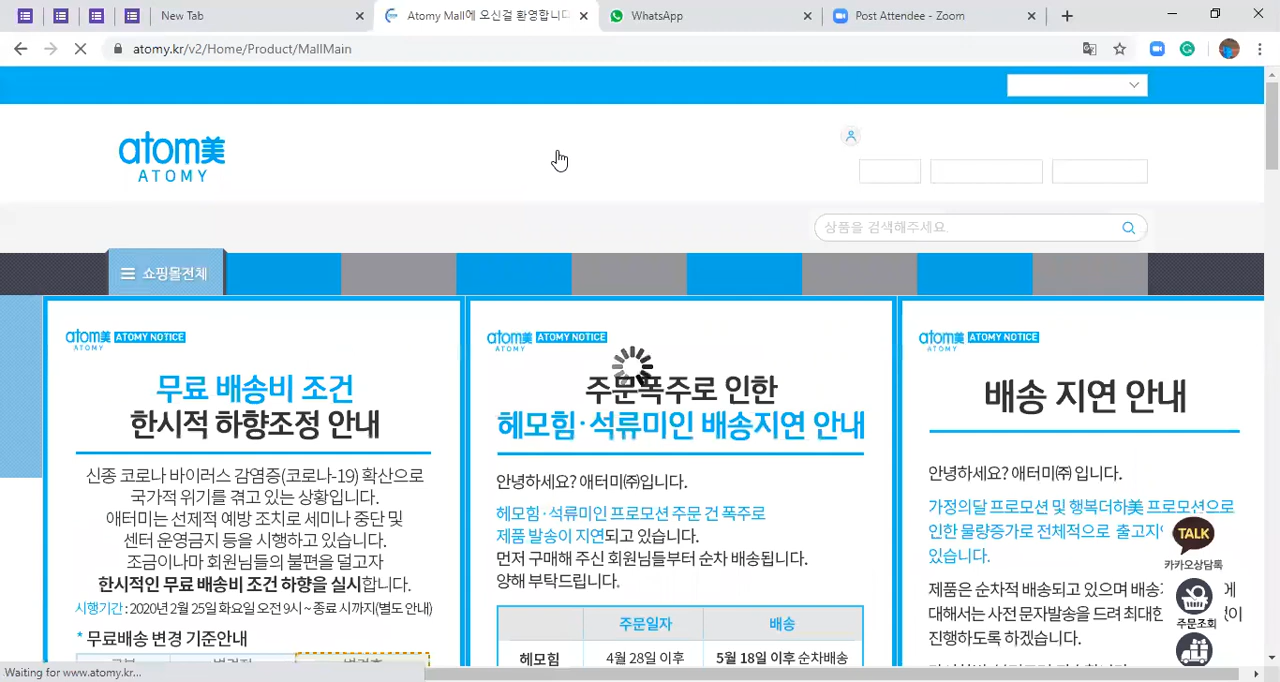 New Tab
Atomy Mall에 오신걸 환영합니다
WhatsApp
Post Attendee - Zoom
atomy.kr/v2/Home/Product/MallMain
atom美
ATOMY
상품을 검색해주세요.
쇼핑몰전체
atom美 ATOMY NOTICE
ATOMY
무료 배송비 조건
한시적 하향조정 안내
신종 코로나 바이러스 감염증(코로나-19) 확산으로
국가적 위기를 겪고 있는 상황입니다.
애터미는 선제적 예방 조치로 세미나 중단 및
센터 운영금지 등을 시행하고 있습니다.
조금이나마 회원님들의 불편을 덜고자
한시적인 무료 배송비 조건 하향을 실시합니다.
시행기간 : 2020년 2월 25일 화요일 오전 9시 ~ 종료 시까지(별도 안내)
* 무료배송 변경 기준안내
atom美 ATOMY NOTICE
ATOMY
주문폭주로 인한
헤모힘·석류미인 배송지연 안내
안녕하세요? 애터미㈜입니다.
헤모힘·석류미인 프로모션 주문 건 폭주로
제품 발송이 지연되고 있습니다.
먼저 구매해 주신 회원님들부터 순차 배송됩니다.
양해 부탁드립니다.
주문일자 배송
헤모힘 4월 28일 이후 5월 18일 이후 순차배송
atom美 ATOMY NOTICE
ATOMY
배송 지연 안내
안녕하세요? 애터미㈜ 입니다.
가정의달 프로모션 및 행복더하美 프로모션으로
인한 물량증가로 전체적으로
있습니다.
제품은 순차적 배송되고 있으며
대해서는 사전 문자발송을 드려
진행하도록 하겠습니다.
TALK
카카오상담톡
주문조회
Waiting for www.atomy.kr...